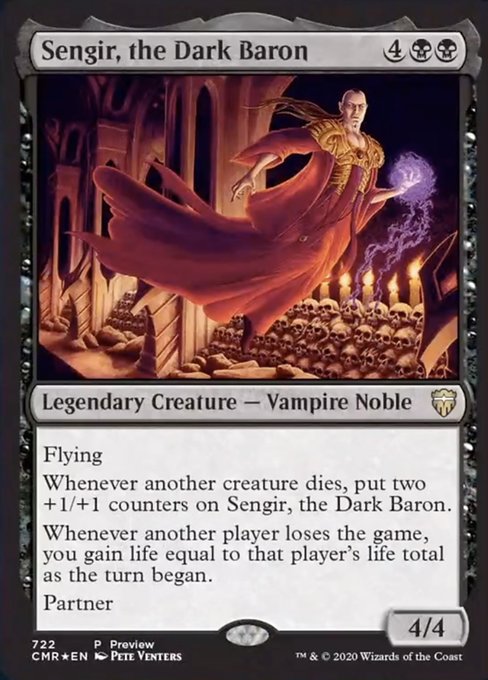 Sengir, the Dark Baron 4
Legendary Creature — Vampire Noble
Flying
Whenever another creature dies, put two
+1/+1 counters on Sengir, the Dark Baron.
Whenever another player loses the game,
you gain life equal to that player's life total
as the turn began.
Partner
4/4
722 P Preview
CMR★EN Pete Venters ™ & © 2020 Wizards of the Coast